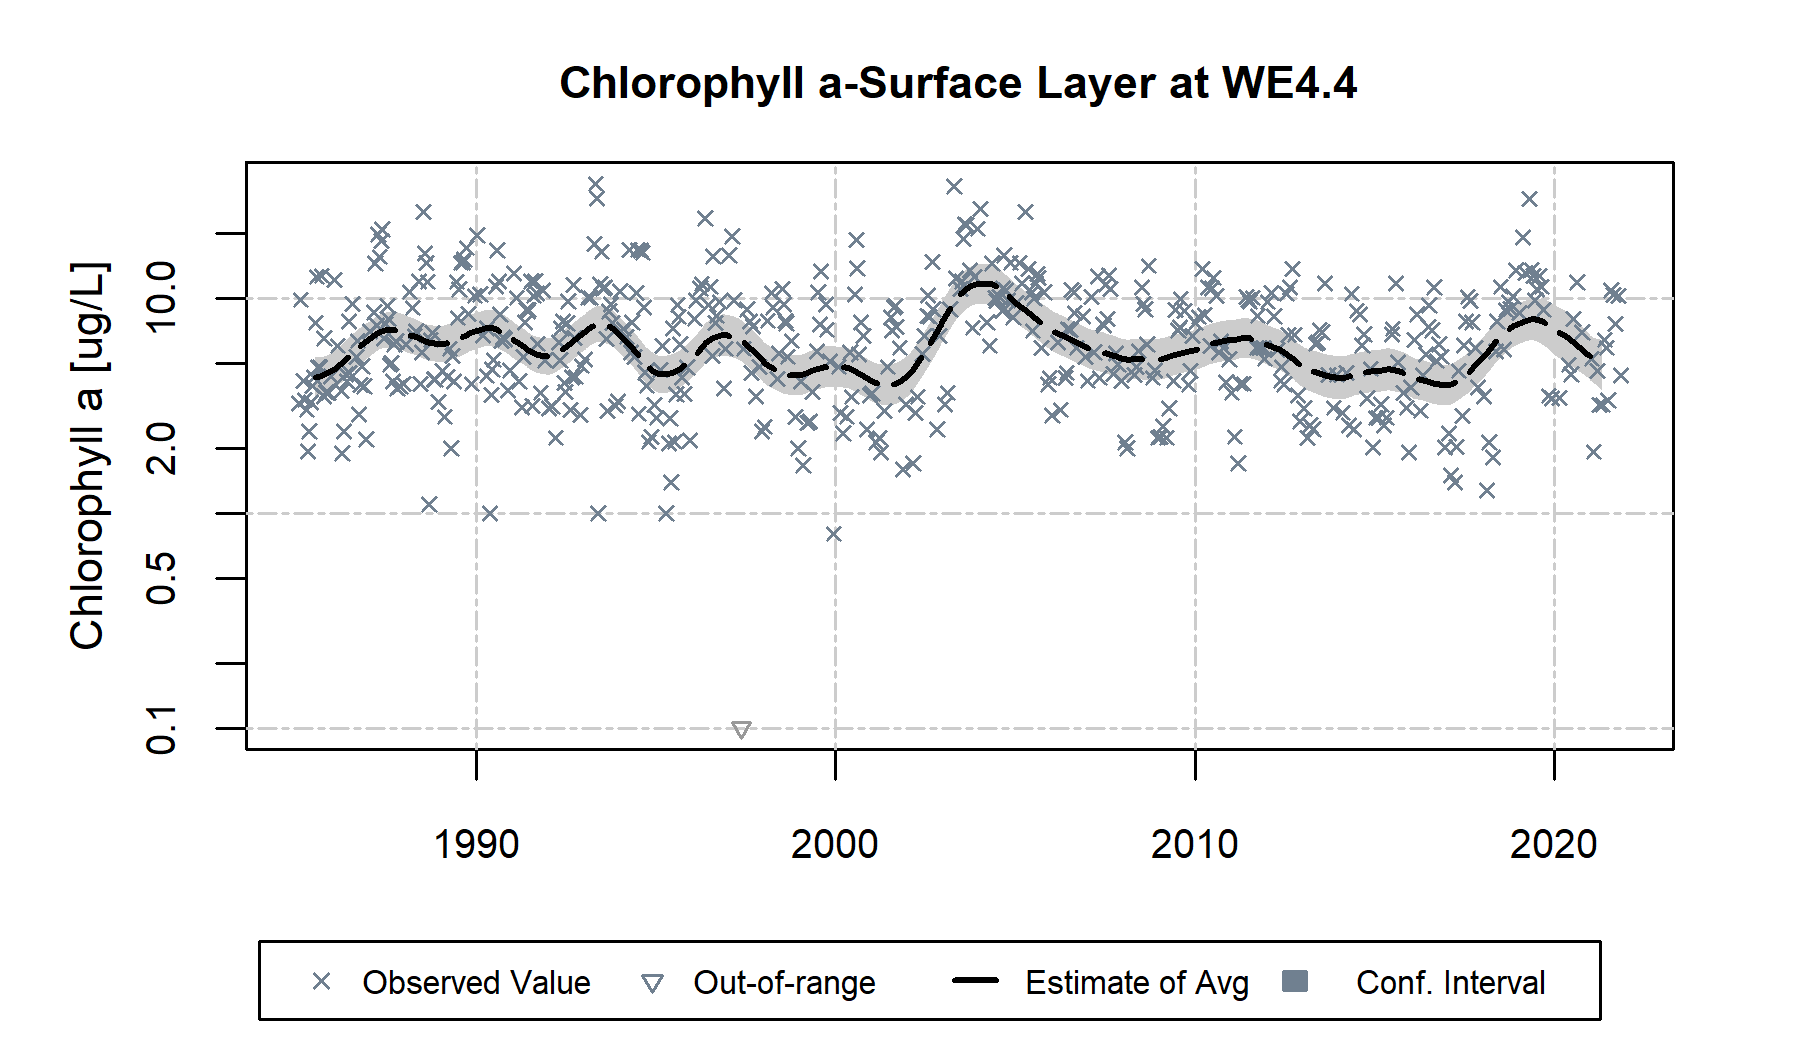 Chlorophyll a-Surface Layer at WE4.4
Chlorophyll a [ug/L]
10.0
2.0
0.5
0.1
1990 2000 2010 2020
Observed Value Out-of-range Estimate of Avg Conf. Interval